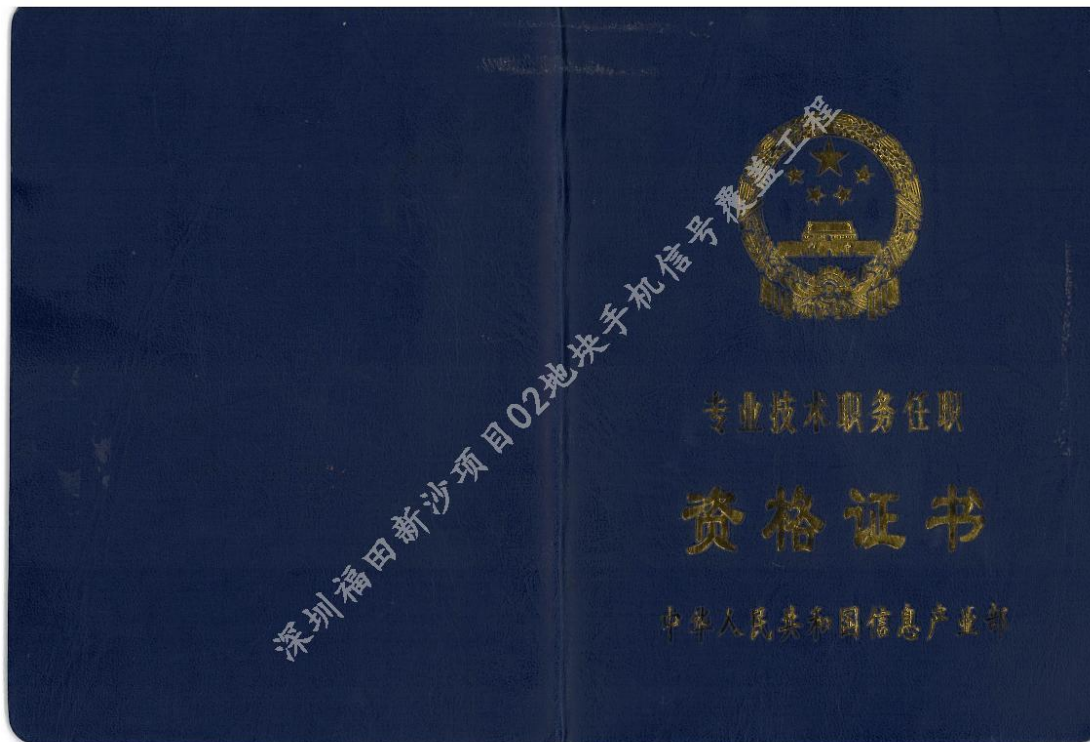 专业技术职务任职
资格证书
中华人民共和国信息产业部
深圳福田新沙项目02地块手机信号覆盖工程